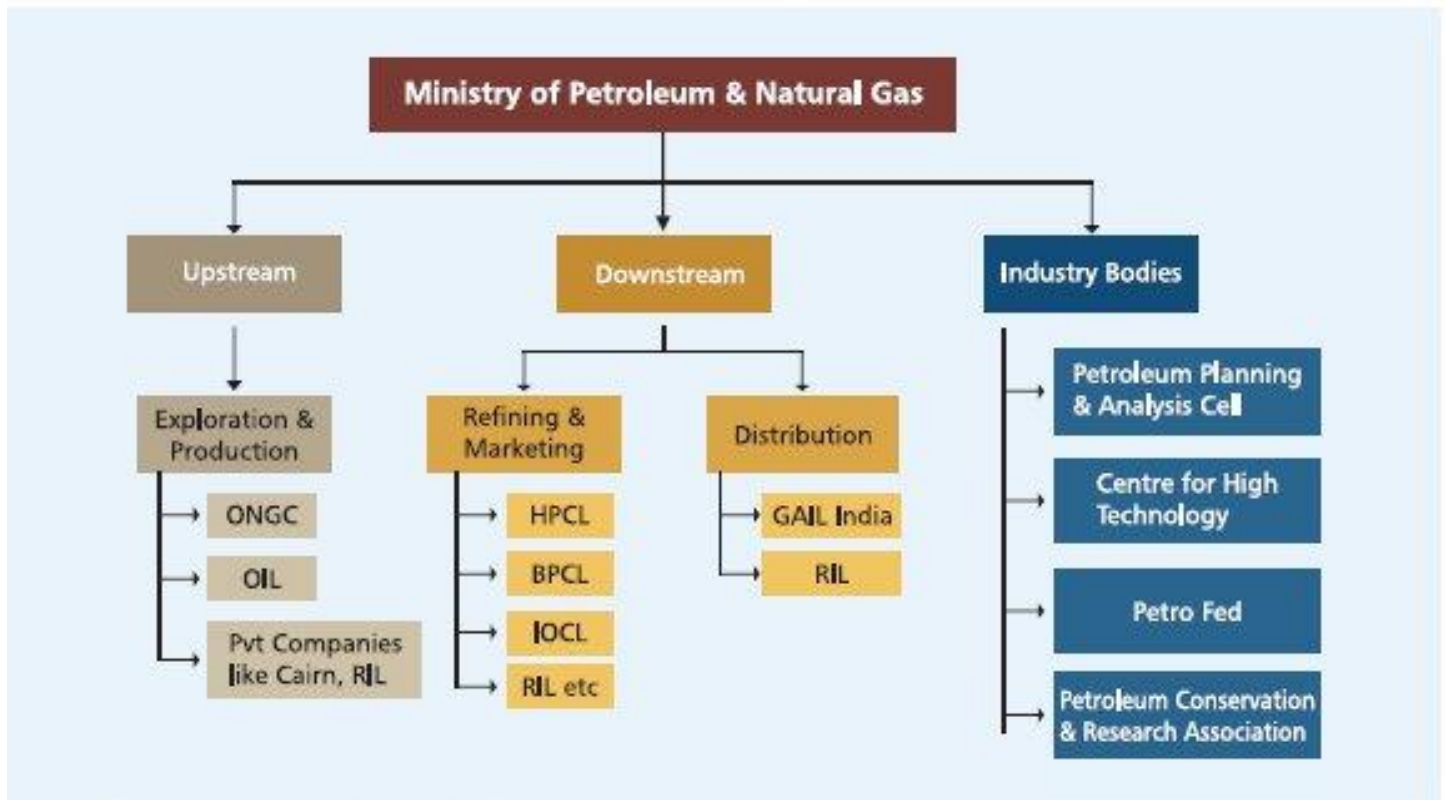 Ministry of Petroleum & Natural Gas
Upstream
Downstream
Industry Bodies
Exploration &
Production
ONGC
OIL
Pvt Companies
like Cairn, RIL
Refining &
Marketing
HPCL
BPCL
IOCL
RIL etc
Distribution
GAIL India
RIL
Petroleum Planning
& Analysis Cell
Centre for High
Technology
Petro Fed
Petroleum Conservation
& Research Association